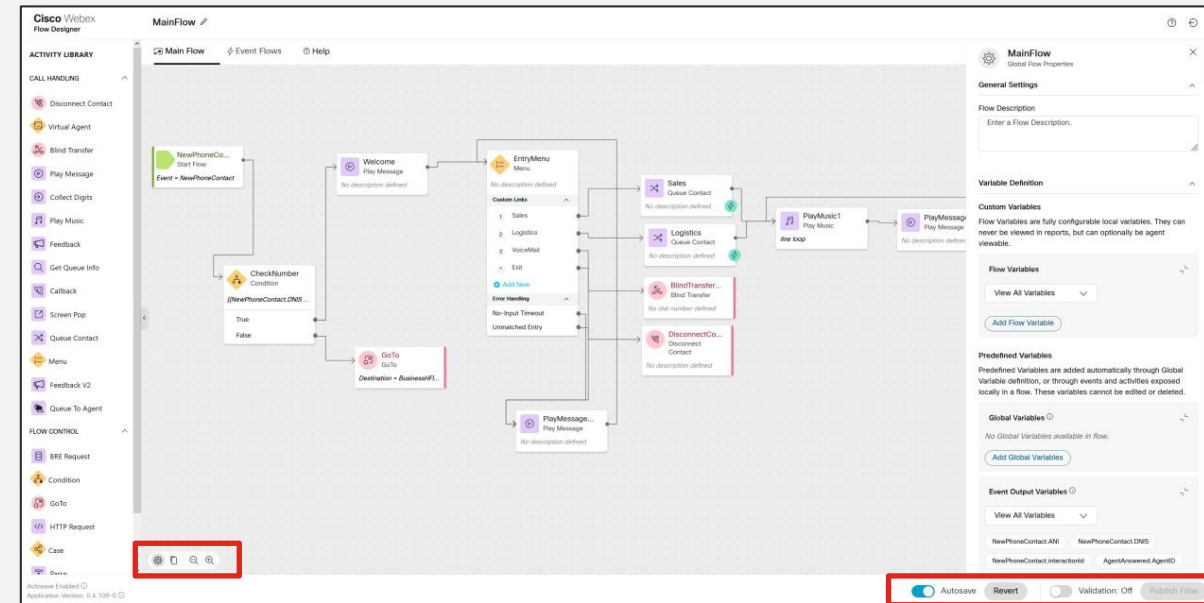 Cisco Webex
Flow Designer
MainFlow
ACTIVITY LIBRARY
CALL HANDLING
Disconnect Contact
Virtual Agent
Blind Transfer
Play Message
Collect Digits
Play Music
Feedback
Get Queue Info
Callback
Screen Pop
Queue Contact
Menu
Feedback V2
Queue To Agent
FLOW CONTROL
BRE Request
Condition
GoTo
HTTP Request
Case
Parse
Autosave Enabled
Application Version: 0.4.109-0
Main Flow
Event Flows
Help
NewPhoneCo...
Start Flow
Event = NewPhoneContact
CheckNumber
Condition
{{NewPhoneContact.DNIS ...
True
False
Welcome
Play Message
No description defined
GoTo
GoTo
Destination = BusinessHFl...
EntryMenu
Menu
No description defined
Custom Links
1 Sales
2 Logistics
3 VoiceMail
* Exit
Add New
Error Handling
No-Input Timeout
Unmatched Entry
PlayMessage...
Play Message
No description defined
Sales
Queue Contact
No description defined
Logistics
Queue Contact
No description defined
BlindTransfer...
Blind Transfer
No dial number defined
DisconnectCo...
Disconnect
Contact
No description defined
PlayMusic1
Play Music
line loop
PlayMessage
Play Message
No description defined
MainFlow
Global Flow Properties
General Settings
Flow Description
Enter a Flow Description.
Variable Definition
Custom Variables
Flow Variables are fully configurable local variables. They can
never be viewed in reports, but can optionally be agent
viewable.
Flow Variables
View All Variables
Add Flow Variable
Predefined Variables
Predefined Variables are added automatically through Global
Variable definition, or through events and activities exposed
locally in a flow. These variables cannot be edited or deleted.
Global Variables
No Global Variables available in flow.
Add Global Variables
Event Output Variables
View All Variables
NewPhoneContact.ANI NewPhoneContact.DNIS
NewPhoneContact.interactionId AgentAnswered.AgentID
Autosave Revert Validation: Off Publish Flow